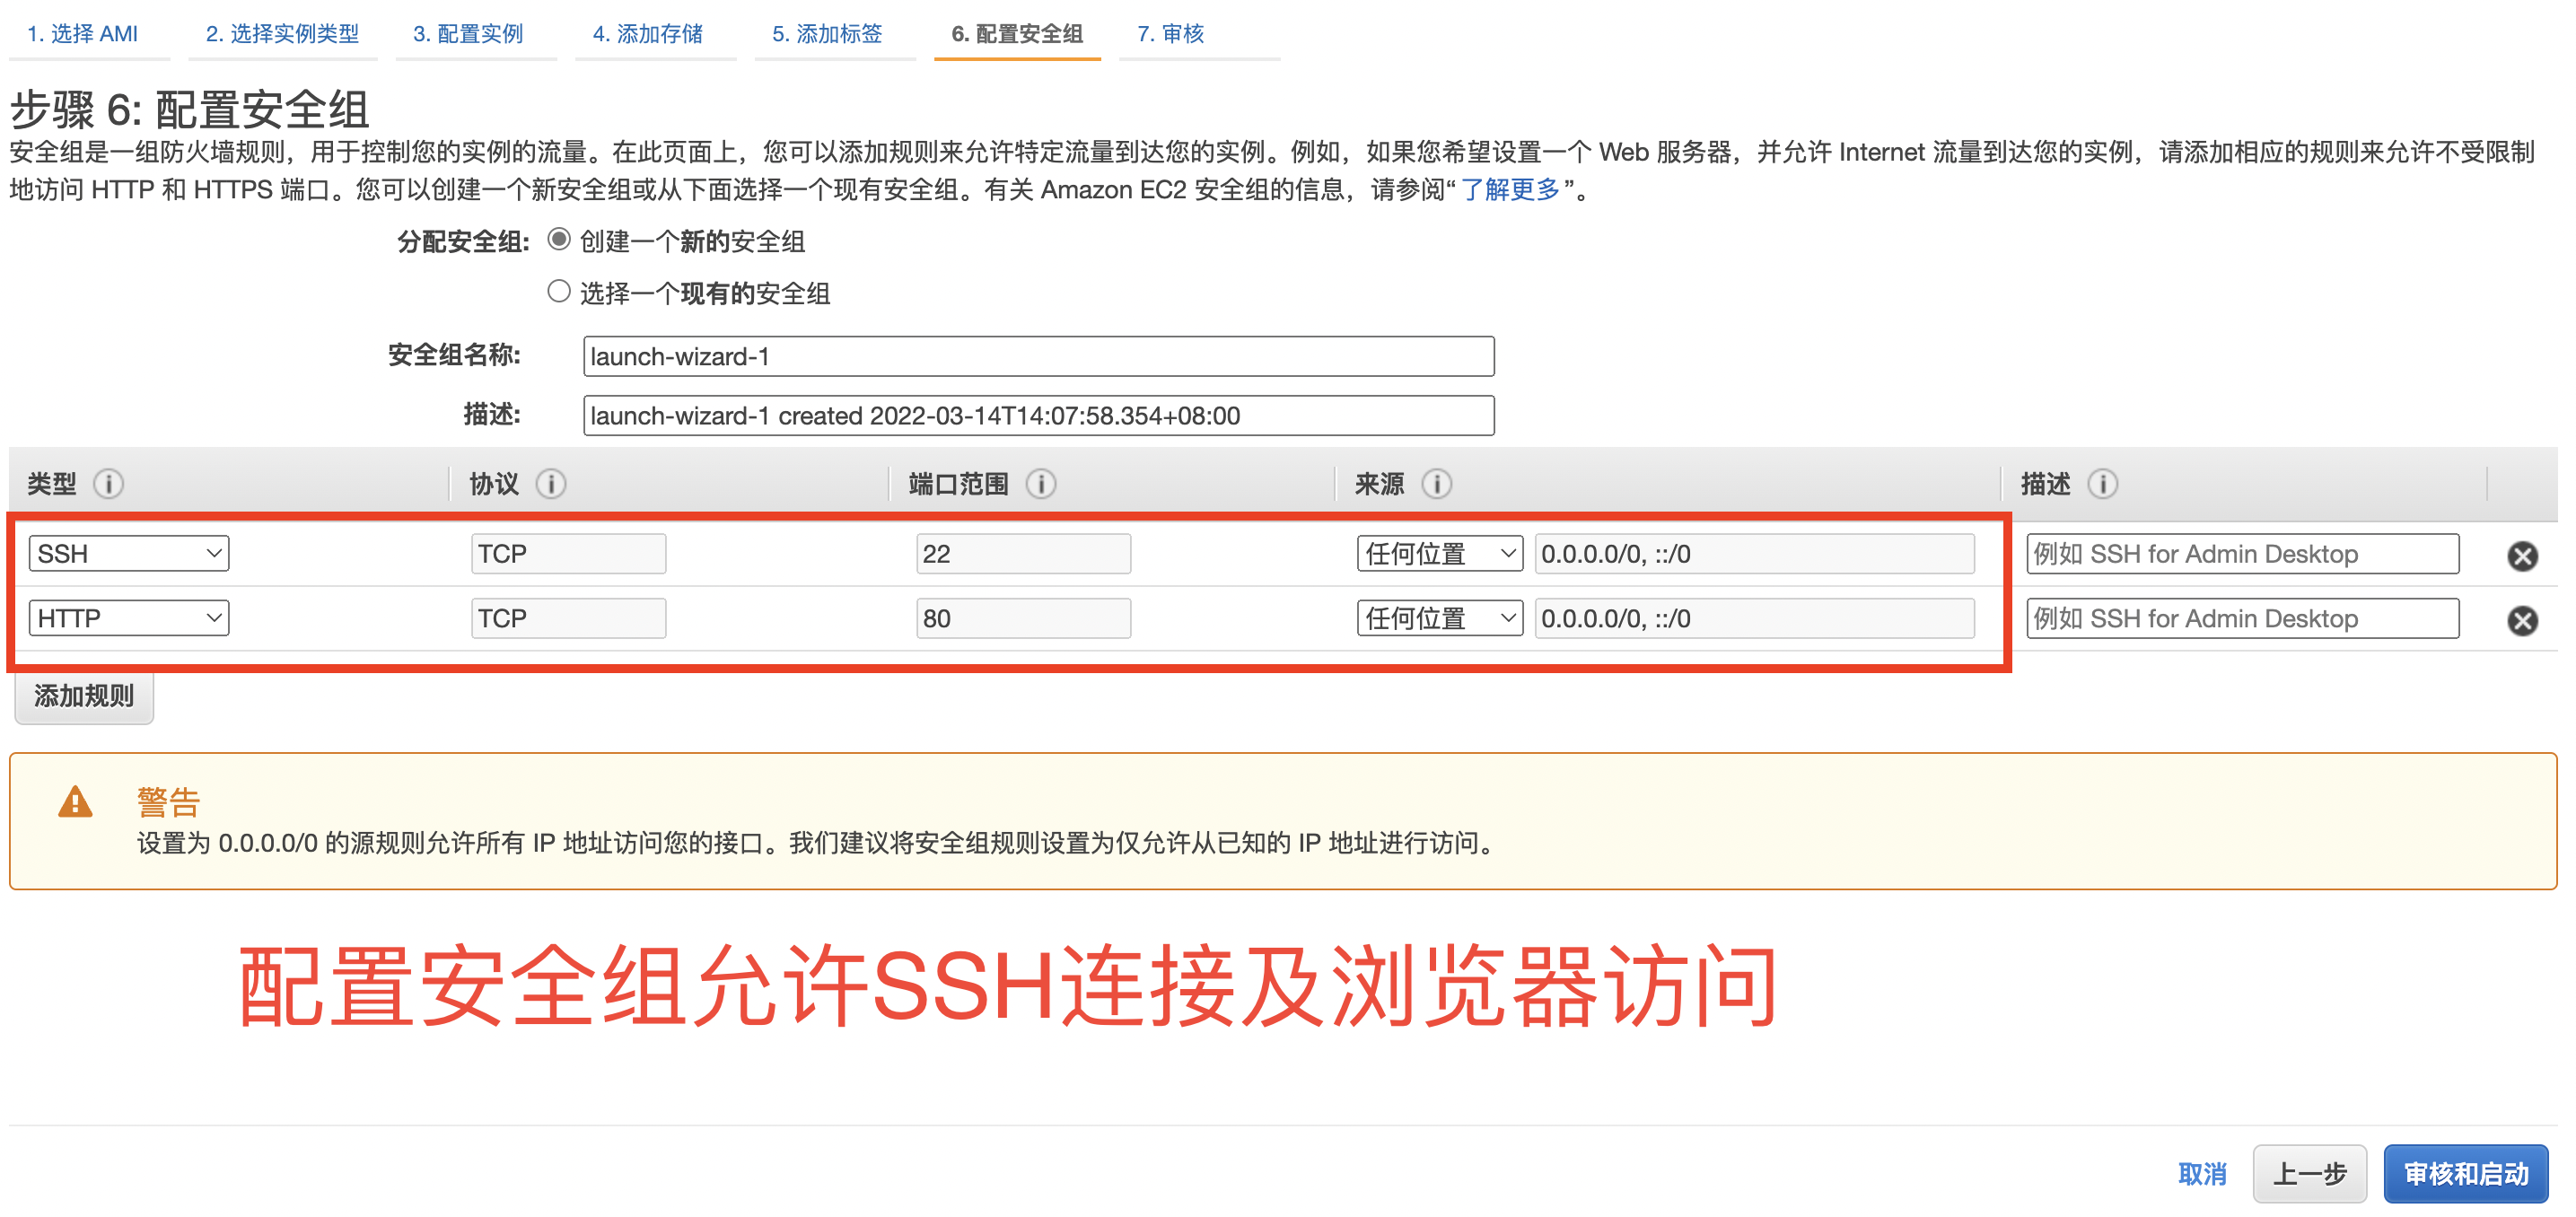 1. 选择 AMI 2. 选择实例类型 3. 配置实例 4. 添加存储 5. 添加标签 6. 配置安全组 7. 审核
步骤 6: 配置安全组
安全组是一组防火墙规则，用于控制您的实例的流量。在此页面上，您可以添加规则来允许特定流量到达您的实例。例如，如果您希望设置一个 Web 服务器，并允许 Internet 流量到达您的实例，请添加相应的规则来允许不受限制
地访问 HTTP 和 HTTPS 端口。您可以创建一个新安全组或从下面选择一个现有安全组。有关 Amazon EC2 安全组的信息，请参阅“了解更多”。
分配安全组: 创建一个新的安全组
选择一个现有的安全组
安全组名称: launch-wizard-1
描述: launch-wizard-1 created 2022-03-14T14:07:58.354+08:00
类型 协议 端口范围 来源 描述
SSH TCP 22 任何位置 0.0.0.0/0, ::/0 例如 SSH for Admin Desktop
HTTP TCP 80 任何位置 0.0.0.0/0, ::/0 例如 SSH for Admin Desktop
添加规则
警告
设置为 0.0.0.0/0 的源规则允许所有 IP 地址访问您的接口。我们建议将安全组规则设置为仅允许从已知的 IP 地址进行访问。
配置安全组允许SSH连接及浏览器访问
取消 上一步 审核和启动